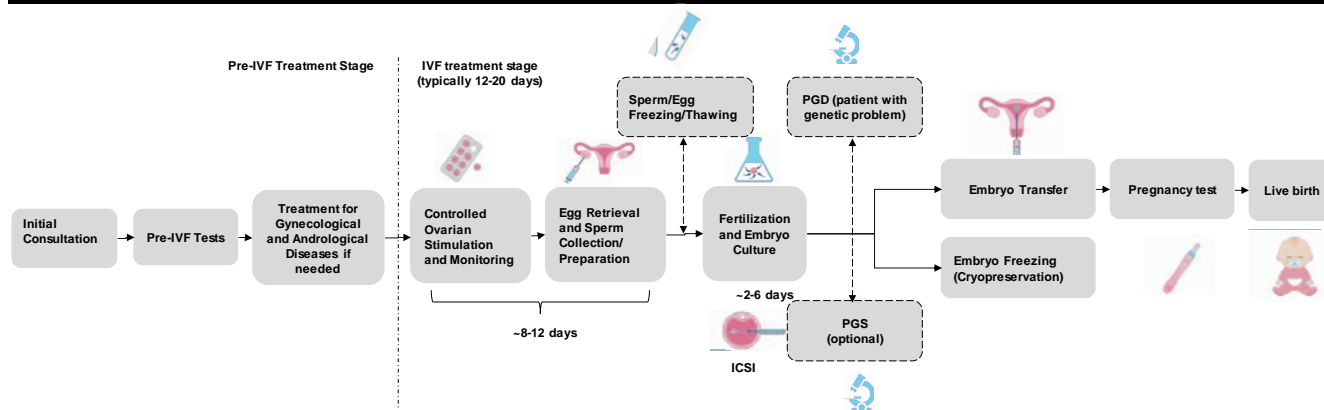 Pre-IVF Treatment Stage
IVF treatment stage
(typically 12-20 days)
Sperm/Egg
Freezing/Thawing
PGD (patient with
genetic problem)
Initial
Consultation
Pre-IVF Tests
Treatment for
Gynecological
and Andrological
Diseases if
needed
Controlled
Ovarian
Stimulation
and Monitoring
Egg Retrieval
and Sperm
Collection/
Preparation
Fertilization
and Embryo
Culture
Embryo Transfer
Pregnancy test
Live birth
Embryo Freezing
(Cryopreservation)
~8-12 days
~2-6 days
ICSI
PGS
(optional)